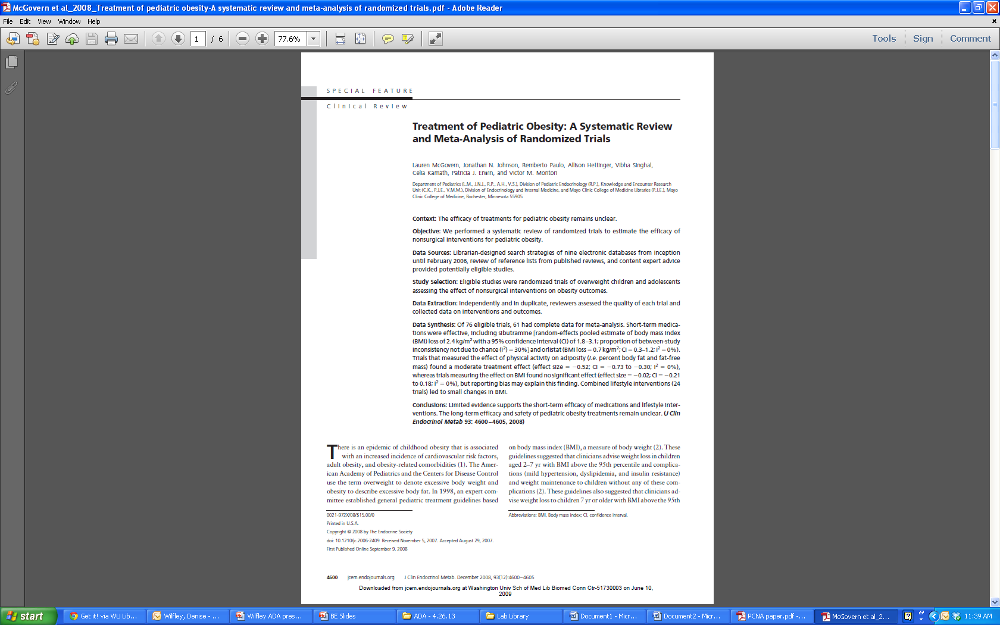 McGovern et al_2008_Treatment of pediatric obesity-A systematic review and meta-analysis of randomized trials.pdf - Adobe Reader
File Edit View Window Help
1 / 6 77.6% Tools Sign Comment
SPECIAL FEATURE
Clinical Review
Treatment of Pediatric Obesity: A Systematic Review
and Meta-Analysis of Randomized Trials
Lauren McGovern, Jonathan N. Johnson, Remberto Paulo, Allison Hettinger, Vibha Singhal,
Celia Kamath, Patricia J. Erwin, and Victor M. Montori
Department of Pediatrics (L.M., J.N.J., R.P., A.H., V.S.), Division of Pediatric Endocrinology (R.P.), Knowledge and Encounter Research
Unit (C.K., P.J.E., V.M.M.), Division of Endocrinology and Internal Medicine, and Mayo Clinic College of Medicine Libraries (P.J.E.), Mayo
Clinic College of Medicine, Rochester, Minnesota 55905
Context: The efficacy of treatments for pediatric obesity remains unclear.
Objective: We performed a systematic review of randomized trials to estimate the efficacy of
nonsurgical interventions for pediatric obesity.
Data Sources: Librarian-designed search strategies of nine electronic databases from inception
until February 2006, review of reference lists from published reviews, and content expert advice
provided potentially eligible studies.
Study Selection: Eligible studies were randomized trials of overweight children and adolescents
assessing the effect of nonsurgical interventions on obesity outcomes.
Data Extraction: Independently and in duplicate, reviewers assessed the quality of each trial and
collected data on interventions and outcomes.
Data Synthesis: Of 76 eligible trials, 61 had complete data for meta-analysis. Short-term medica-
tions were effective, including sibutramine [random-effects pooled estimate of body mass index
(BMI) loss of 2.4 kg/m² with a 95% confidence interval (CI) of 1.8–3.1; proportion of between-study
inconsistency not due to chance (I²) = 30%] and orlistat (BMI loss = 0.7 kg/m²; CI = 0.3–1.2; I² = 0%).
Trials that measured the effect of physical activity on adiposity (i.e. percent body fat and fat-free
mass) found a moderate treatment effect (effect size = −0.52; CI = −0.73 to −0.30; I² = 0%),
whereas trials measuring the effect on BMI found no significant effect (effect size = −0.02; CI = −0.21
to 0.18; I² = 0%), but reporting bias may explain this finding. Combined lifestyle interventions (24
trials) led to small changes in BMI.
Conclusions: Limited evidence supports the short-term efficacy of medications and lifestyle inter-
ventions. The long-term efficacy and safety of pediatric obesity treatments remain unclear. (J Clin
Endocrinol Metab 93: 4600–4605, 2008)
There is an epidemic of childhood obesity that is associated
with an increased incidence of cardiovascular risk factors,
adult obesity, and obesity-related comorbidities (1). The Amer-
ican Academy of Pediatrics and the Centers for Disease Control
use the term overweight to denote excessive body weight and
obesity to describe excessive body fat. In 1998, an expert com-
mittee established general pediatric treatment guidelines based
on body mass index (BMI), a measure of body weight (2). These
guidelines suggested that clinicians advise weight loss in children
aged 2–7 yr with BMI above the 95th percentile and complica-
tions (mild hypertension, dyslipidemia, and insulin resistance)
and weight maintenance to children without any of these com-
plications (2). These guidelines also suggested that clinicians ad-
vise weight loss to children 7 yr or older with BMI above the 95th
0021-972X/08/$15.00/0
Printed in U.S.A.
Copyright © 2008 by The Endocrine Society
doi: 10.1210/jc.2006-2409 Received November 5, 2007. Accepted August 29, 2007.
First Published Online September 9, 2008
Abbreviations: BMI, Body mass index; CI, confidence interval.
4600 jcem.endojournals.org J Clin Endocrinol Metab. December 2008, 93(12):4600–4605
Downloaded from jcem.endojournals.org at Washington Univ Sch of Med Lib Biomed Conn Ctr-51730003 on June 10,
2009
start Get it! via WU Lib... Wilfley, Denise - ... Wilfley ADA pres... BE Slides ADA - 4.26.13 Lab Library Document1 - Micr... Document2 - Micr... PCNA paper.pdf -... McGovern et al_2... 11:39 AM